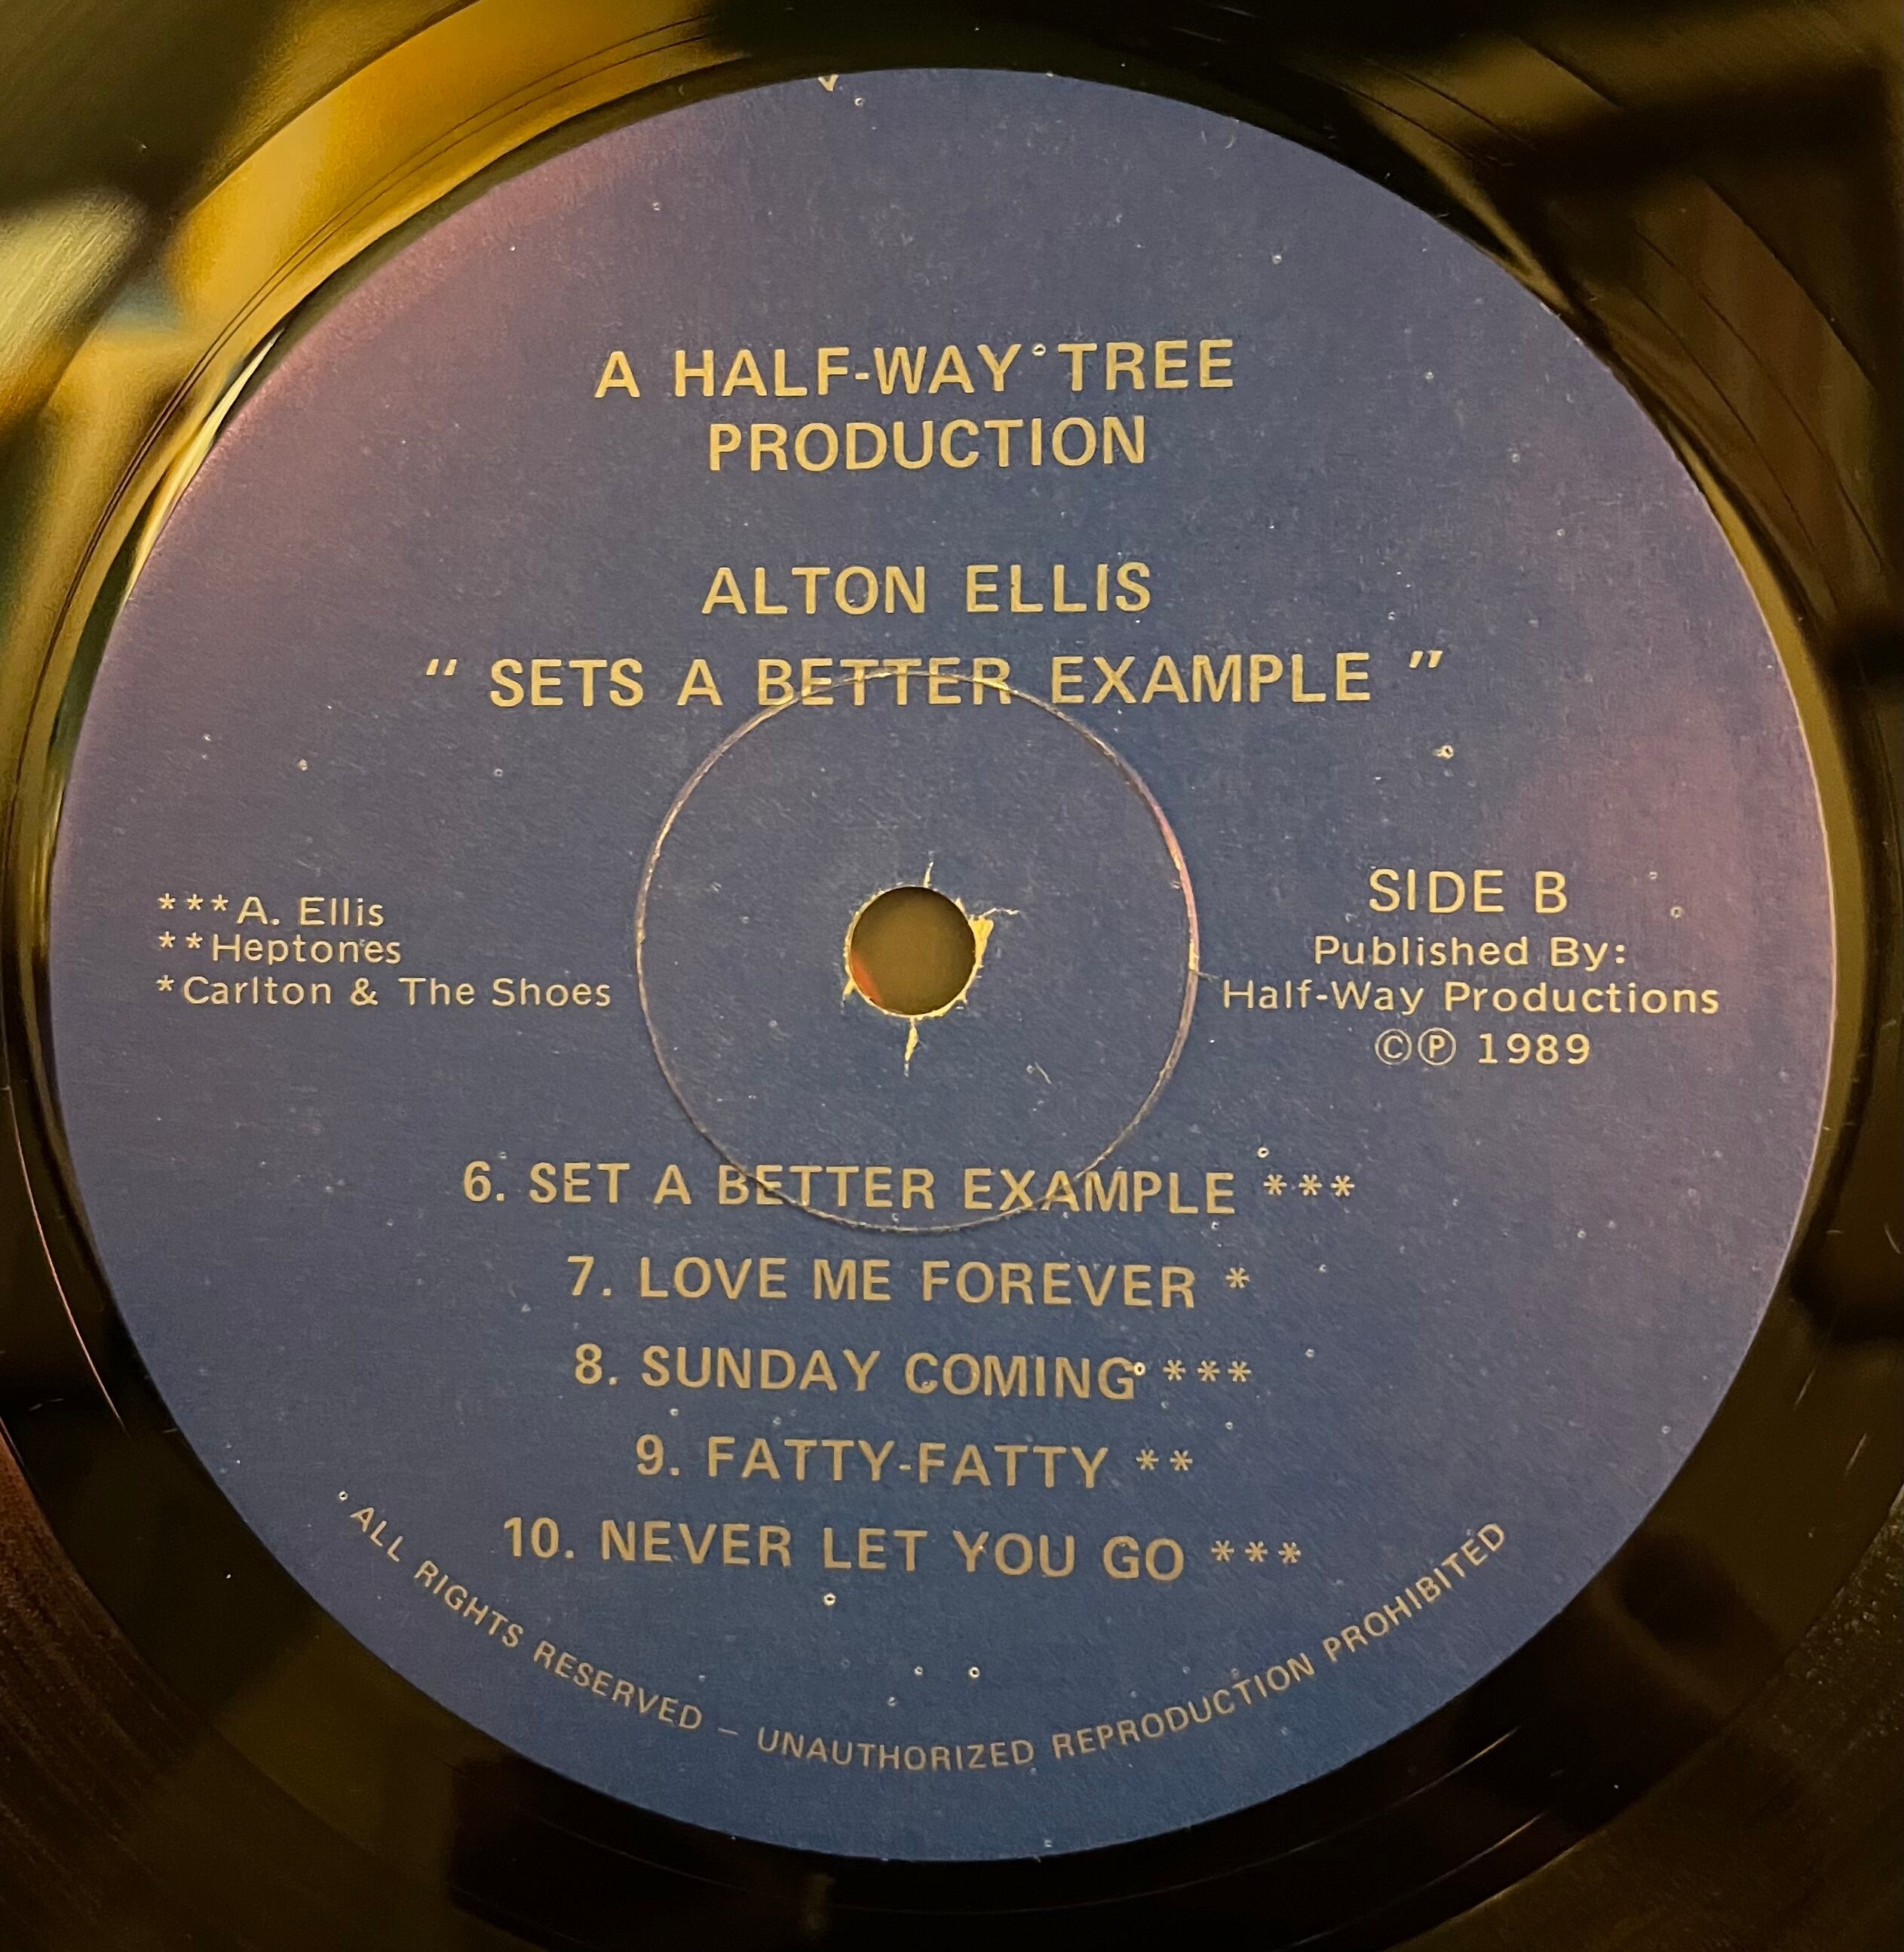 A HALF-WAY TREE
PRODUCTION
ALTON ELLIS
“ SETS A BETTER EXAMPLE ”
***A. Ellis
**Heptones
*Carlton & The Shoes
SIDE B
Published By:
Half-Way Productions
©℗ 1989
6. SET A BETTER EXAMPLE ***
7. LOVE ME FOREVER *
8. SUNDAY COMING ***
9. FATTY-FATTY **
10. NEVER LET YOU GO ***
ALL RIGHTS RESERVED – UNAUTHORIZED REPRODUCTION PROHIBITED